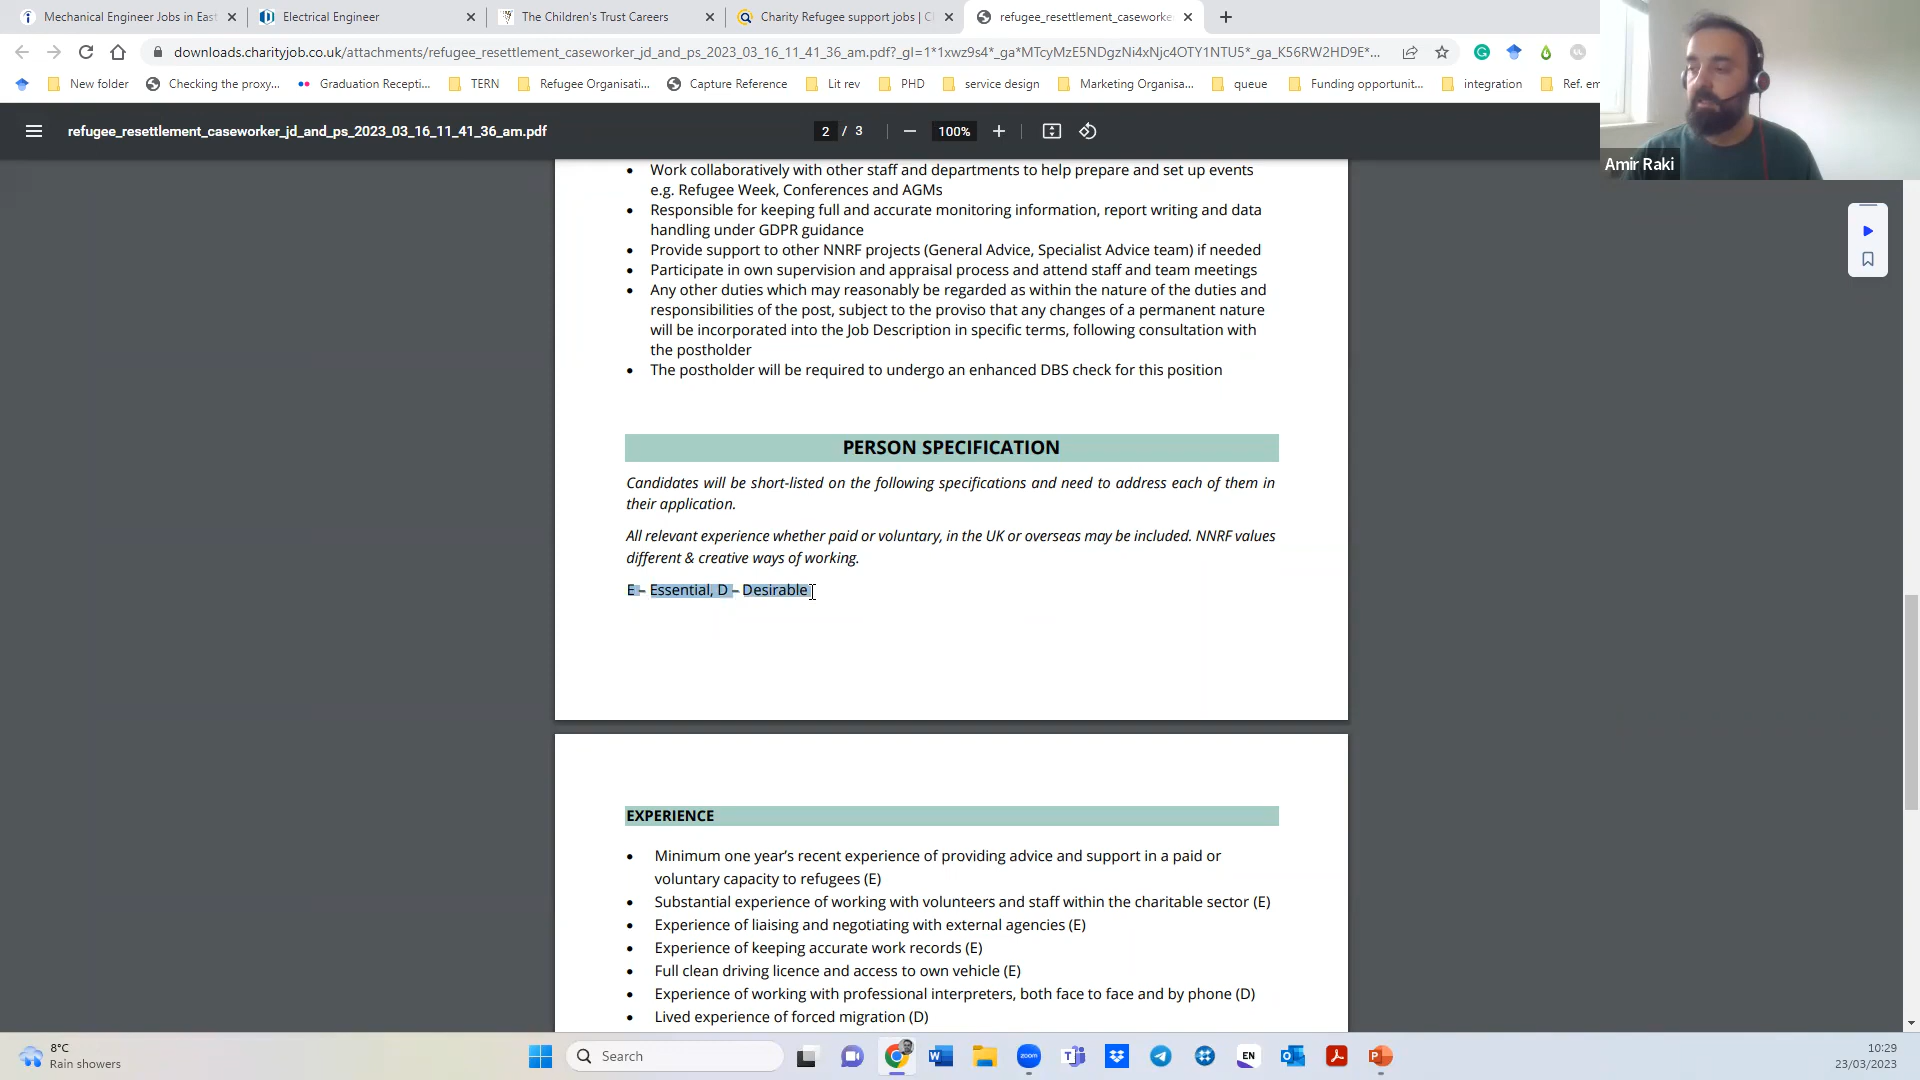 Mechanical Engineer Jobs in East
Electrical Engineer
The Children's Trust Careers
Charity Refugee support jobs | C
refugee_resettlement_caseworke
downloads.charityjob.co.uk/attachments/refugee_resettlement_caseworker_jd_and_ps_2023_03_16_11_41_36_am.pdf?_gl=1*1xwz9s4*_ga*MTcyMzE5NDgzNi4xNjc4OTY1NTU5*_ga_K56RW2HD9E*...
New folder
Checking the proxy...
Graduation Recepti...
TERN
Refugee Organisati...
Capture Reference
Lit rev
PHD
service design
Marketing Organisa...
queue
Funding opportunit...
integration
Ref. em
refugee_resettlement_caseworker_jd_and_ps_2023_03_16_11_41_36_am.pdf
2 / 3
100%
Amir Raki
• Work collaboratively with other staff and departments to help prepare and set up events
e.g. Refugee Week, Conferences and AGMs
• Responsible for keeping full and accurate monitoring information, report writing and data
handling under GDPR guidance
• Provide support to other NNRF projects (General Advice, Specialist Advice team) if needed
• Participate in own supervision and appraisal process and attend staff and team meetings
• Any other duties which may reasonably be regarded as within the nature of the duties and
responsibilities of the post, subject to the proviso that any changes of a permanent nature
will be incorporated into the Job Description in specific terms, following consultation with
the postholder
• The postholder will be required to undergo an enhanced DBS check for this position
PERSON SPECIFICATION
Candidates will be short-listed on the following specifications and need to address each of them in
their application.
All relevant experience whether paid or voluntary, in the UK or overseas may be included. NNRF values
different & creative ways of working.
E – Essential, D – Desirable
EXPERIENCE
• Minimum one year's recent experience of providing advice and support in a paid or
voluntary capacity to refugees (E)
• Substantial experience of working with volunteers and staff within the charitable sector (E)
• Experience of liaising and negotiating with external agencies (E)
• Experience of keeping accurate work records (E)
• Full clean driving licence and access to own vehicle (E)
• Experience of working with professional interpreters, both face to face and by phone (D)
• Lived experience of forced migration (D)
8°C
Rain showers
Search
zoom
EN
10:29
23/03/2023